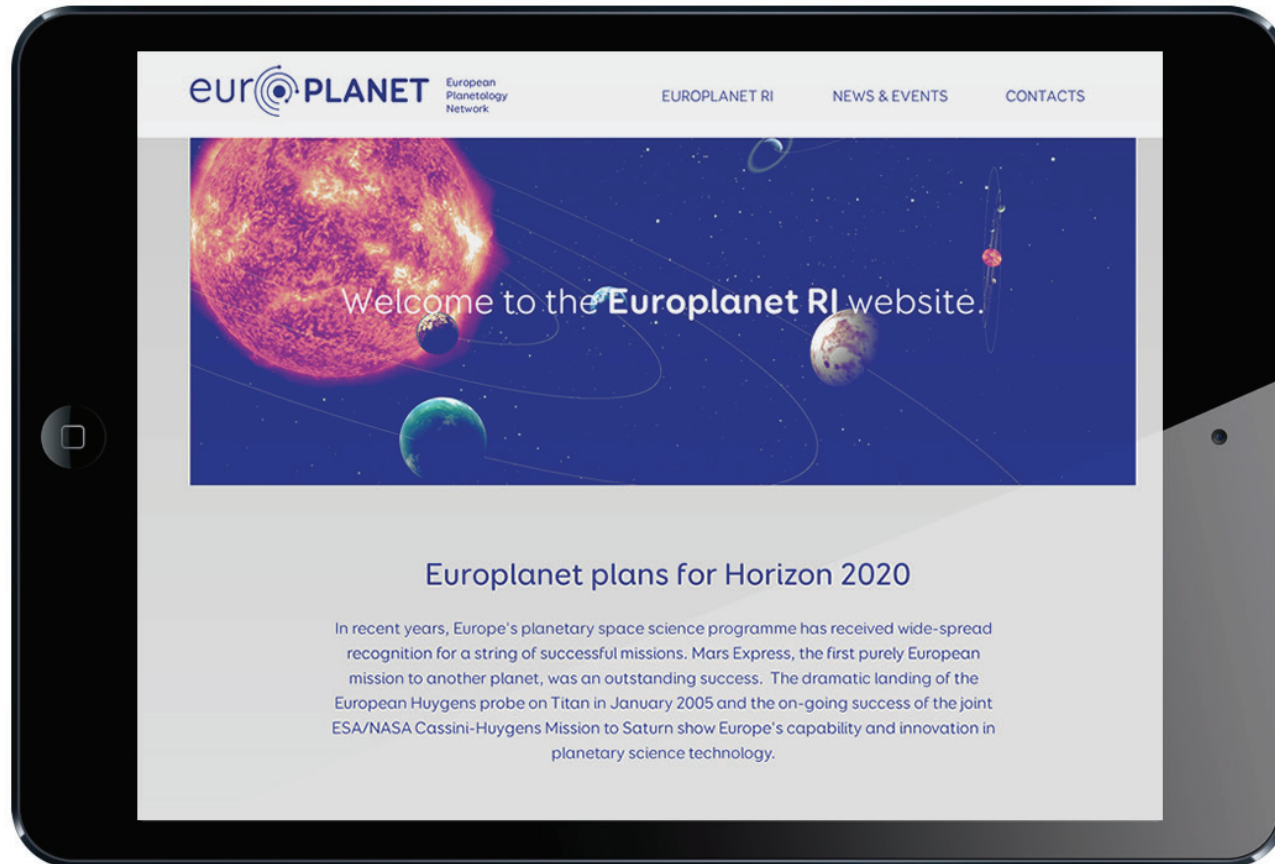 eurOPLANET
European
Planetology
Network
EUROPLANET RI
NEWS & EVENTS
CONTACTS
Welcome to the Europlanet RI website.
Europlanet plans for Horizon 2020
In recent years, Europe's planetary space science programme has received wide-spread
recognition for a string of successful missions. Mars Express, the first purely European
mission to another planet, was an outstanding success. The dramatic landing of the
European Huygens probe on Titan in January 2005 and the on-going success of the joint
ESA/NASA Cassini-Huygens Mission to Saturn show Europe's capability and innovation in
planetary science technology.